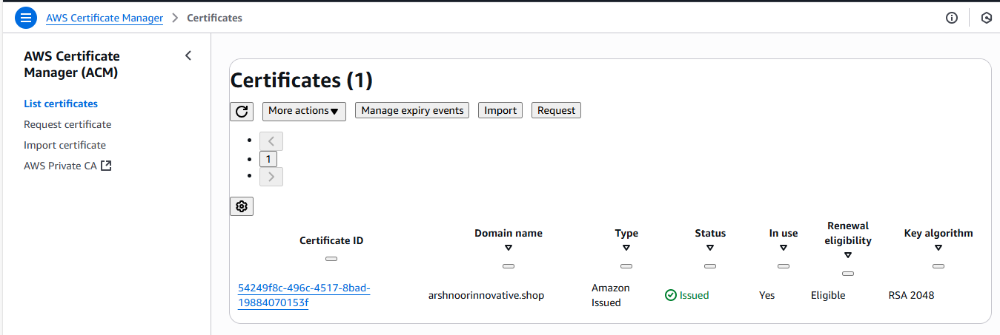 AWS Certificate Manager > Certificates
AWS Certificate
Manager (ACM)
List certificates
Request certificate
Import certificate
AWS Private CA
Certificates (1)
More actions▼ Manage expiry events Import Request
1
Certificate ID Domain name Type Status In use Renewal eligibility Key algorithm
54249f8c-496c-4517-8bad-
19884070153f
arshnoorinnovative.shop
Amazon
Issued
Issued
Yes
Eligible
RSA 2048